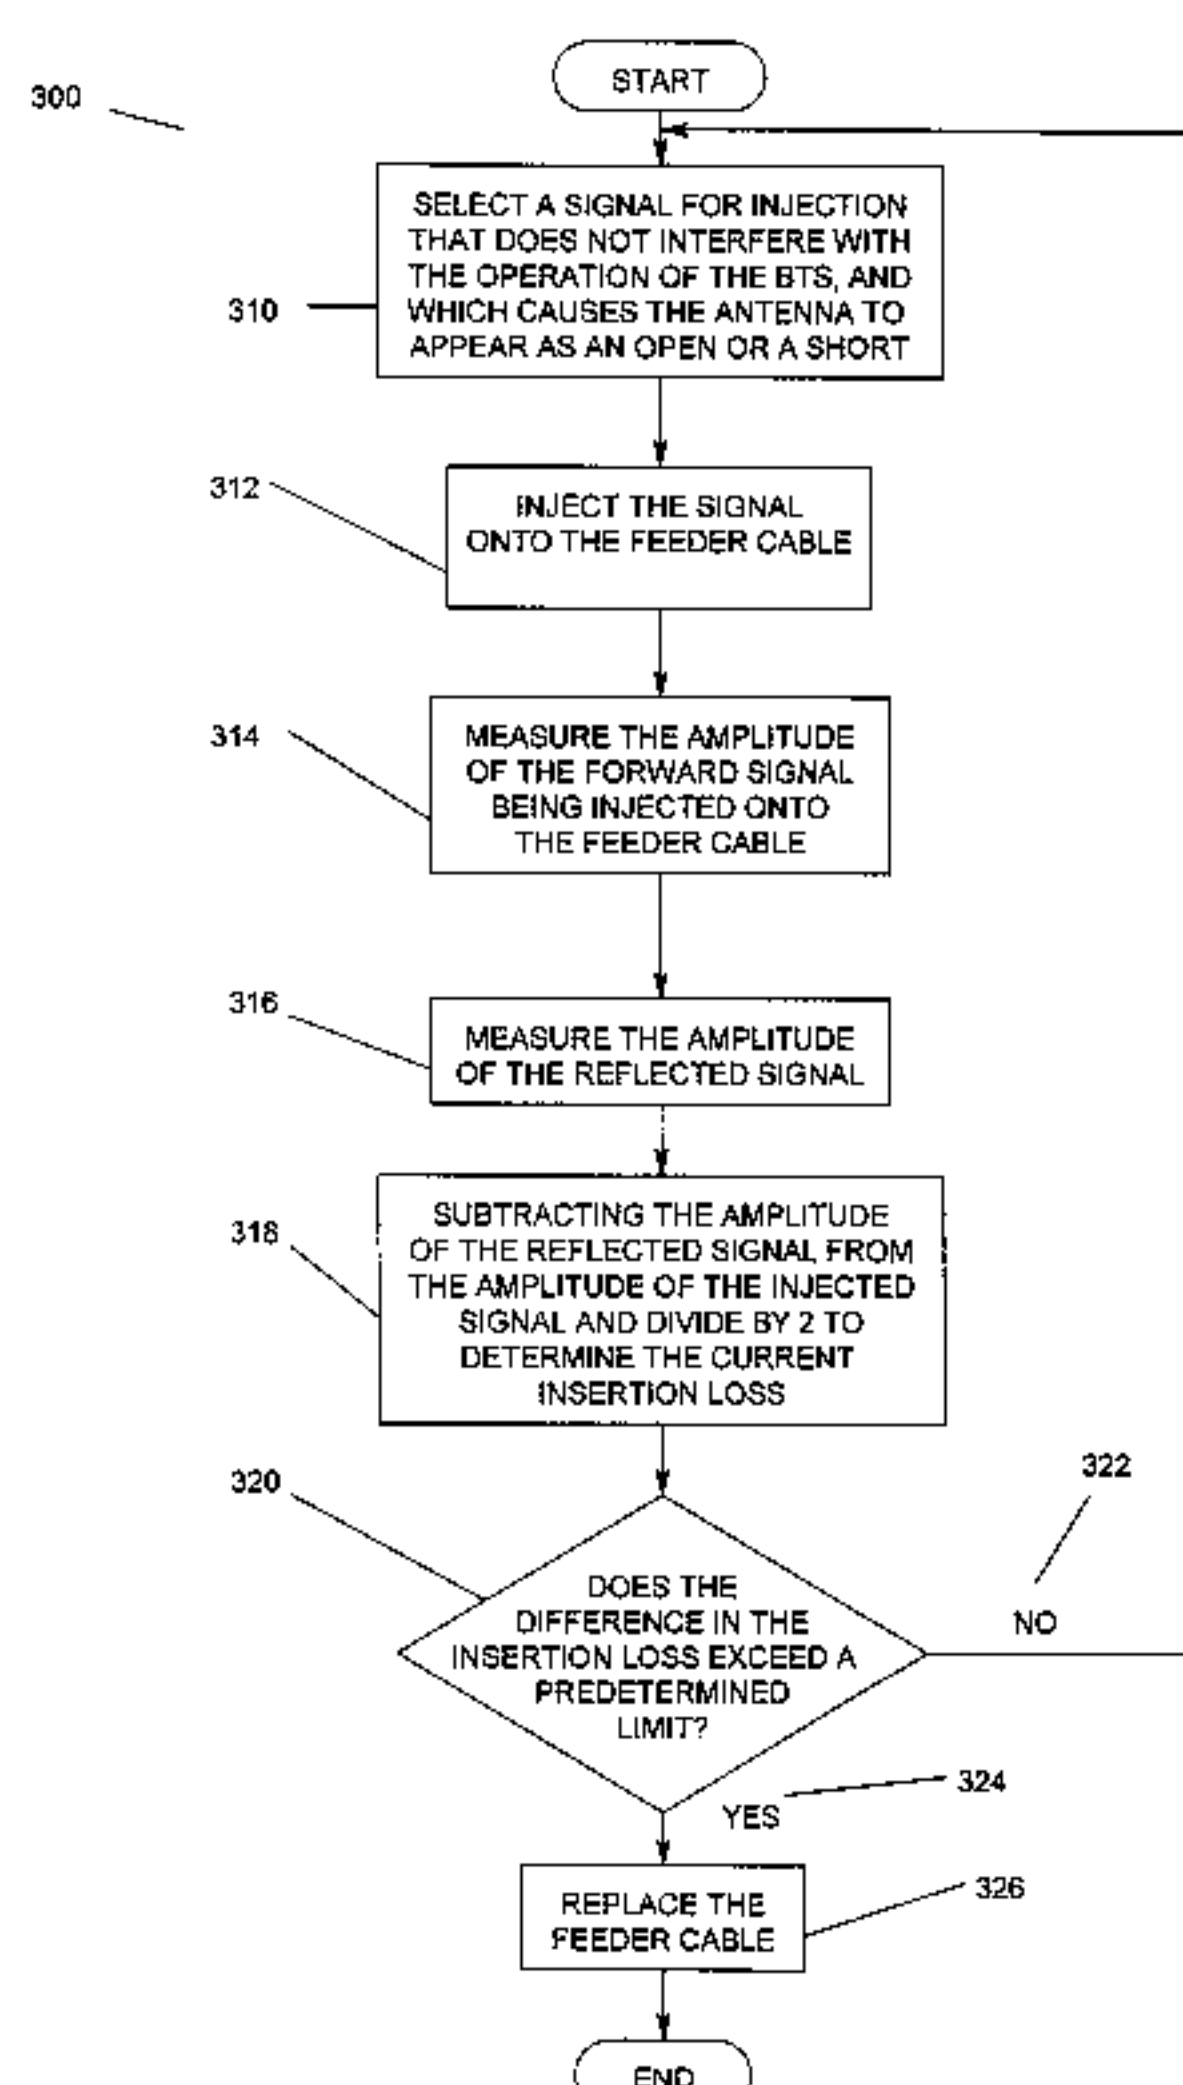 START
300
SELECT A SIGNAL FOR INJECTION
THAT DOES NOT INTERFERE WITH
THE OPERATION OF THE BTS, AND
WHICH CAUSES THE ANTENNA TO
APPEAR AS AN OPEN OR A SHORT
310
312
INJECT THE SIGNAL
ONTO THE FEEDER CABLE
314
MEASURE THE AMPLITUDE
OF THE FORWARD SIGNAL
BEING INJECTED ONTO
THE FEEDER CABLE
316
MEASURE THE AMPLITUDE
OF THE REFLECTED SIGNAL
318
SUBTRACTING THE AMPLITUDE
OF THE REFLECTED SIGNAL FROM
THE AMPLITUDE OF THE INJECTED
SIGNAL AND DIVIDE BY 2 TO
DETERMINE THE CURRENT
INSERTION LOSS
320
322
DOES THE
DIFFERENCE IN THE
INSERTION LOSS EXCEED A
PREDETERMINED
LIMIT?
NO
324
YES
326
REPLACE THE
FEEDER CABLE
END